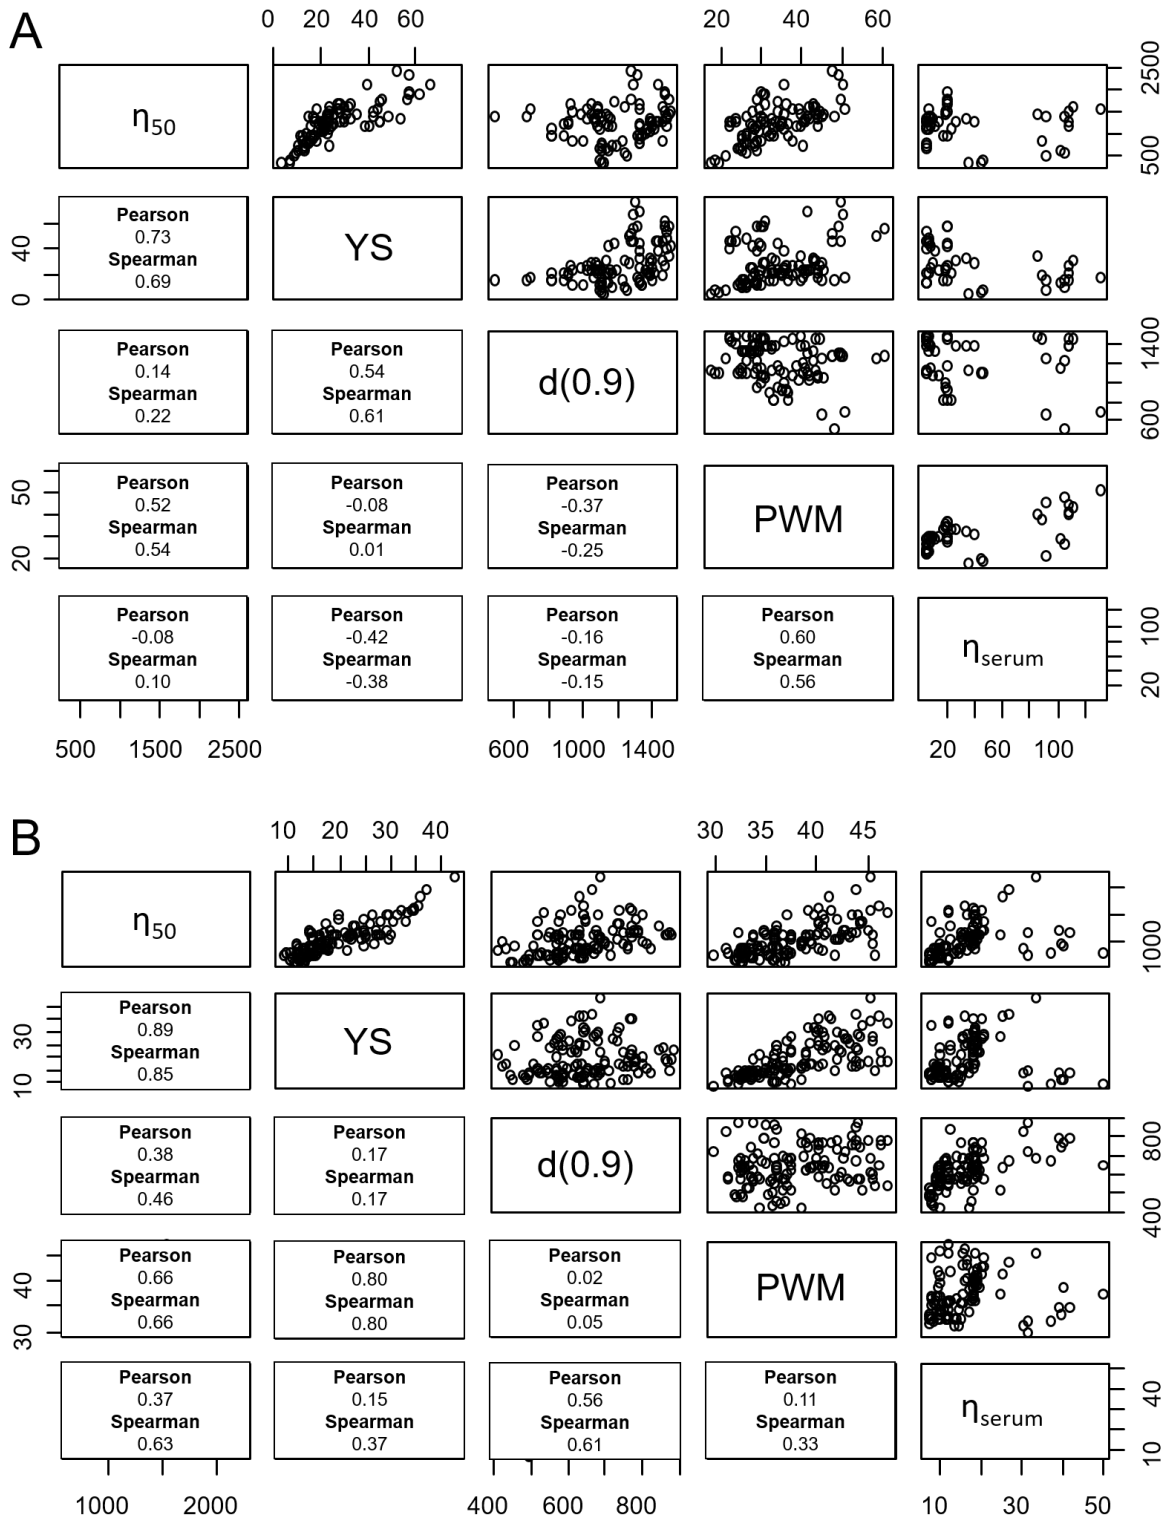 A
0 20 40 60
20 40 60
η50
500 2500
Pearson
0.73
Spearman
0.69
YS
0 40
Pearson
0.14
Spearman
0.22
Pearson
0.54
Spearman
0.61
d(0.9)
600 1400
Pearson
0.52
Spearman
0.54
Pearson
-0.08
Spearman
0.01
Pearson
-0.37
Spearman
-0.25
PWM
20 50
Pearson
-0.08
Spearman
0.10
Pearson
-0.42
Spearman
-0.38
Pearson
-0.16
Spearman
-0.15
Pearson
0.60
Spearman
0.56
ηserum
20 100
500 1500 2500
600 1000 1400
20 60 100
B
10 20 30 40
30 35 40 45
η50
1000
Pearson
0.89
Spearman
0.85
YS
10 30
Pearson
0.38
Spearman
0.46
Pearson
0.17
Spearman
0.17
d(0.9)
400 800
Pearson
0.66
Spearman
0.66
Pearson
0.80
Spearman
0.80
Pearson
0.02
Spearman
0.05
PWM
30 40
Pearson
0.37
Spearman
0.63
Pearson
0.15
Spearman
0.37
Pearson
0.56
Spearman
0.61
Pearson
0.11
Spearman
0.33
ηserum
10 40
1000 2000
400 600 800
10 30 50